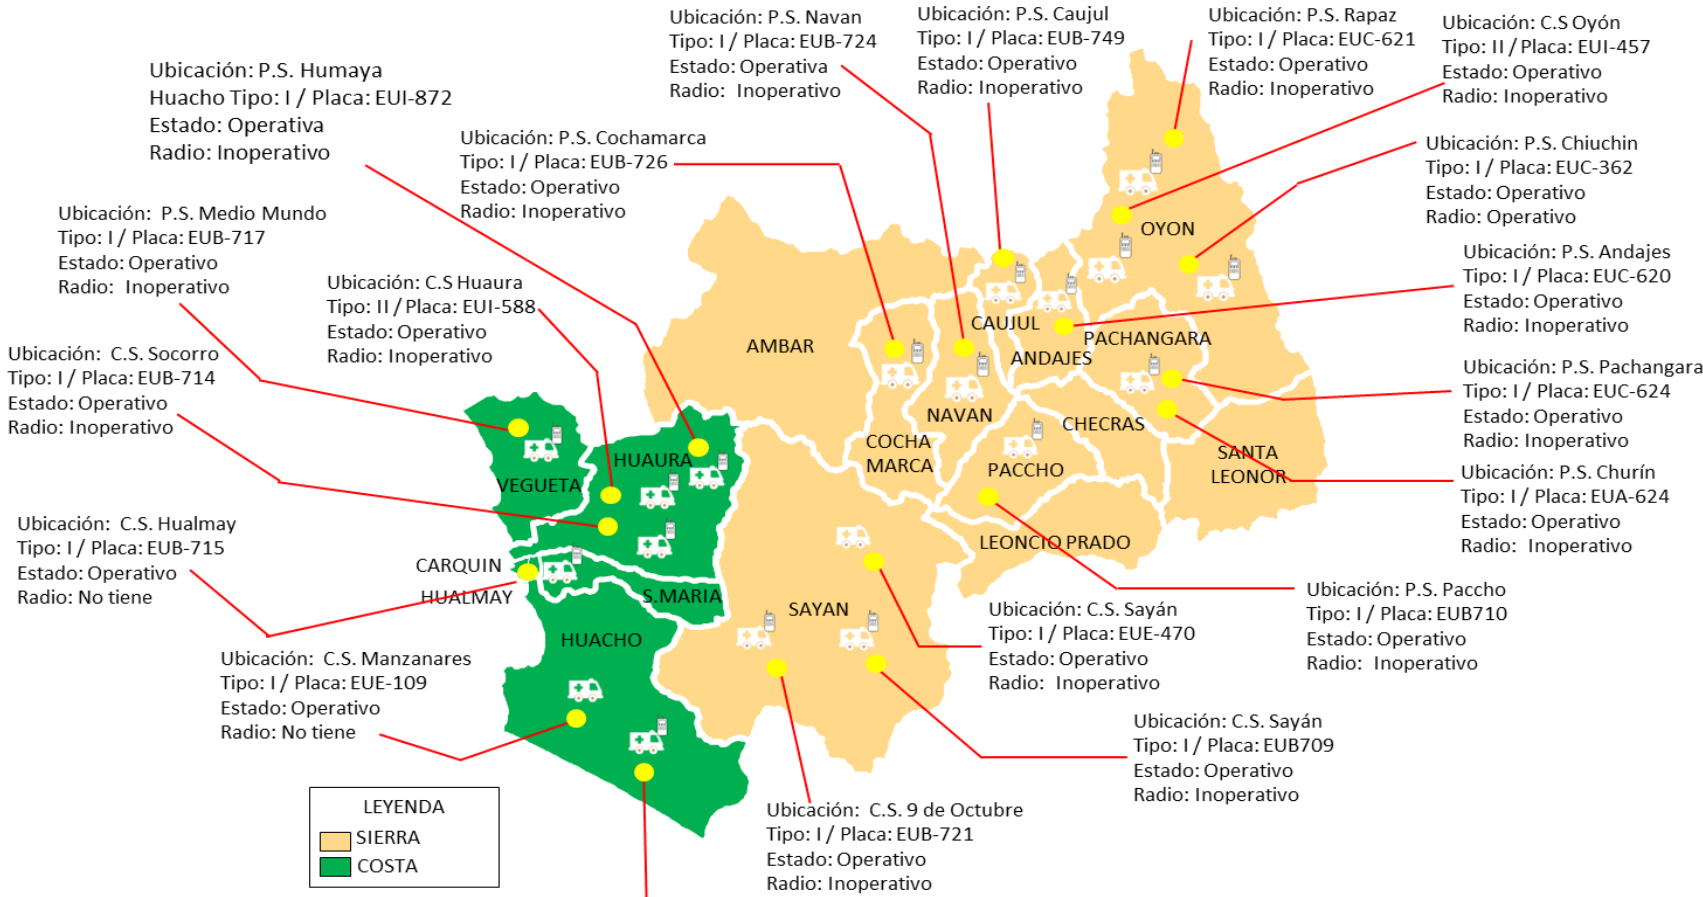 Ubicación: P.S. Humaya
Huacho Tipo: I / Placa: EUI-872
Estado: Operativa
Radio: Inoperativo
Ubicación: P.S. Navan
Tipo: I / Placa: EUB-724
Estado: Operativa
Radio: Inoperativo
Ubicación: P.S. Caujul
Tipo: I / Placa: EUB-749
Estado: Operativo
Radio: Inoperativo
Ubicación: P.S. Rapaz
Tipo: I / Placa: EUC-621
Estado: Operativo
Radio: Inoperativo
Ubicación: C.S Oyón
Tipo: II / Placa: EUI-457
Estado: Operativo
Radio: Inoperativo
Ubicación: P.S. Cochamarca
Tipo: I / Placa: EUB-726
Estado: Operativo
Radio: Inoperativo
Ubicación: P.S. Chiuchin
Tipo: I / Placa: EUC-362
Estado: Operativo
Radio: Operativo
Ubicación: P.S. Medio Mundo
Tipo: I / Placa: EUB-717
Estado: Operativo
Radio: Inoperativo
Ubicación: C.S Huaura
Tipo: II / Placa: EUI-588
Estado: Operativo
Radio: Inoperativo
Ubicación: P.S. Andajes
Tipo: I / Placa: EUC-620
Estado: Operativo
Radio: Inoperativo
Ubicación: C.S. Socorro
Tipo: I / Placa: EUB-714
Estado: Operativo
Radio: Inoperativo
Ubicación: P.S. Pachangara
Tipo: I / Placa: EUC-624
Estado: Operativo
Radio: Inoperativo
Ubicación: P.S. Churín
Tipo: I / Placa: EUA-624
Estado: Operativo
Radio: Inoperativo
Ubicación: C.S. Hualmay
Tipo: I / Placa: EUB-715
Estado: Operativo
Radio: No tiene
Ubicación: P.S. Paccho
Tipo: I / Placa: EUB710
Estado: Operativo
Radio: Inoperativo
Ubicación: C.S. Sayán
Tipo: I / Placa: EUE-470
Estado: Operativo
Radio: Inoperativo
Ubicación: C.S. Manzanares
Tipo: I / Placa: EUE-109
Estado: Operativo
Radio: No tiene
Ubicación: C.S. Sayán
Tipo: I / Placa: EUB709
Estado: Operativo
Radio: Inoperativo
Ubicación: C.S. 9 de Octubre
Tipo: I / Placa: EUB-721
Estado: Operativo
Radio: Inoperativo
OYON
CAUJUL
PACHANGARA
AMBAR
ANDAJES
NAVAN
CHECRAS
COCHA
MARCA
PACCHO
SANTA
LEONOR
HUAURA
VEGUETA
LEONCIO PRADO
CARQUIN
HUALMAY
S.MARIA
SAYAN
HUACHO
LEYENDA
SIERRA
COSTA